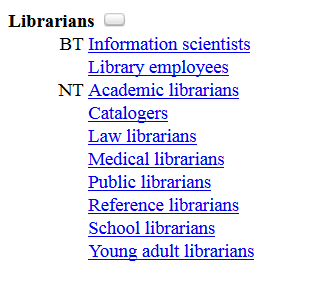 Librarians
BT Information scientists
Library employees
NT Academic librarians
Catalogers
Law librarians
Medical librarians
Public librarians
Reference librarians
School librarians
Young adult librarians